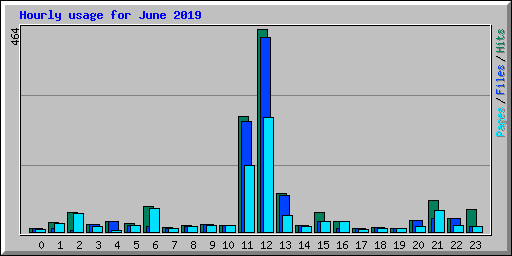 Hourly usage for June 2019
464
Pages/Files/Hits
0 1 2 3 4 5 6 7 8 9 10 11 12 13 14 15 16 17 18 19 20 21 22 23